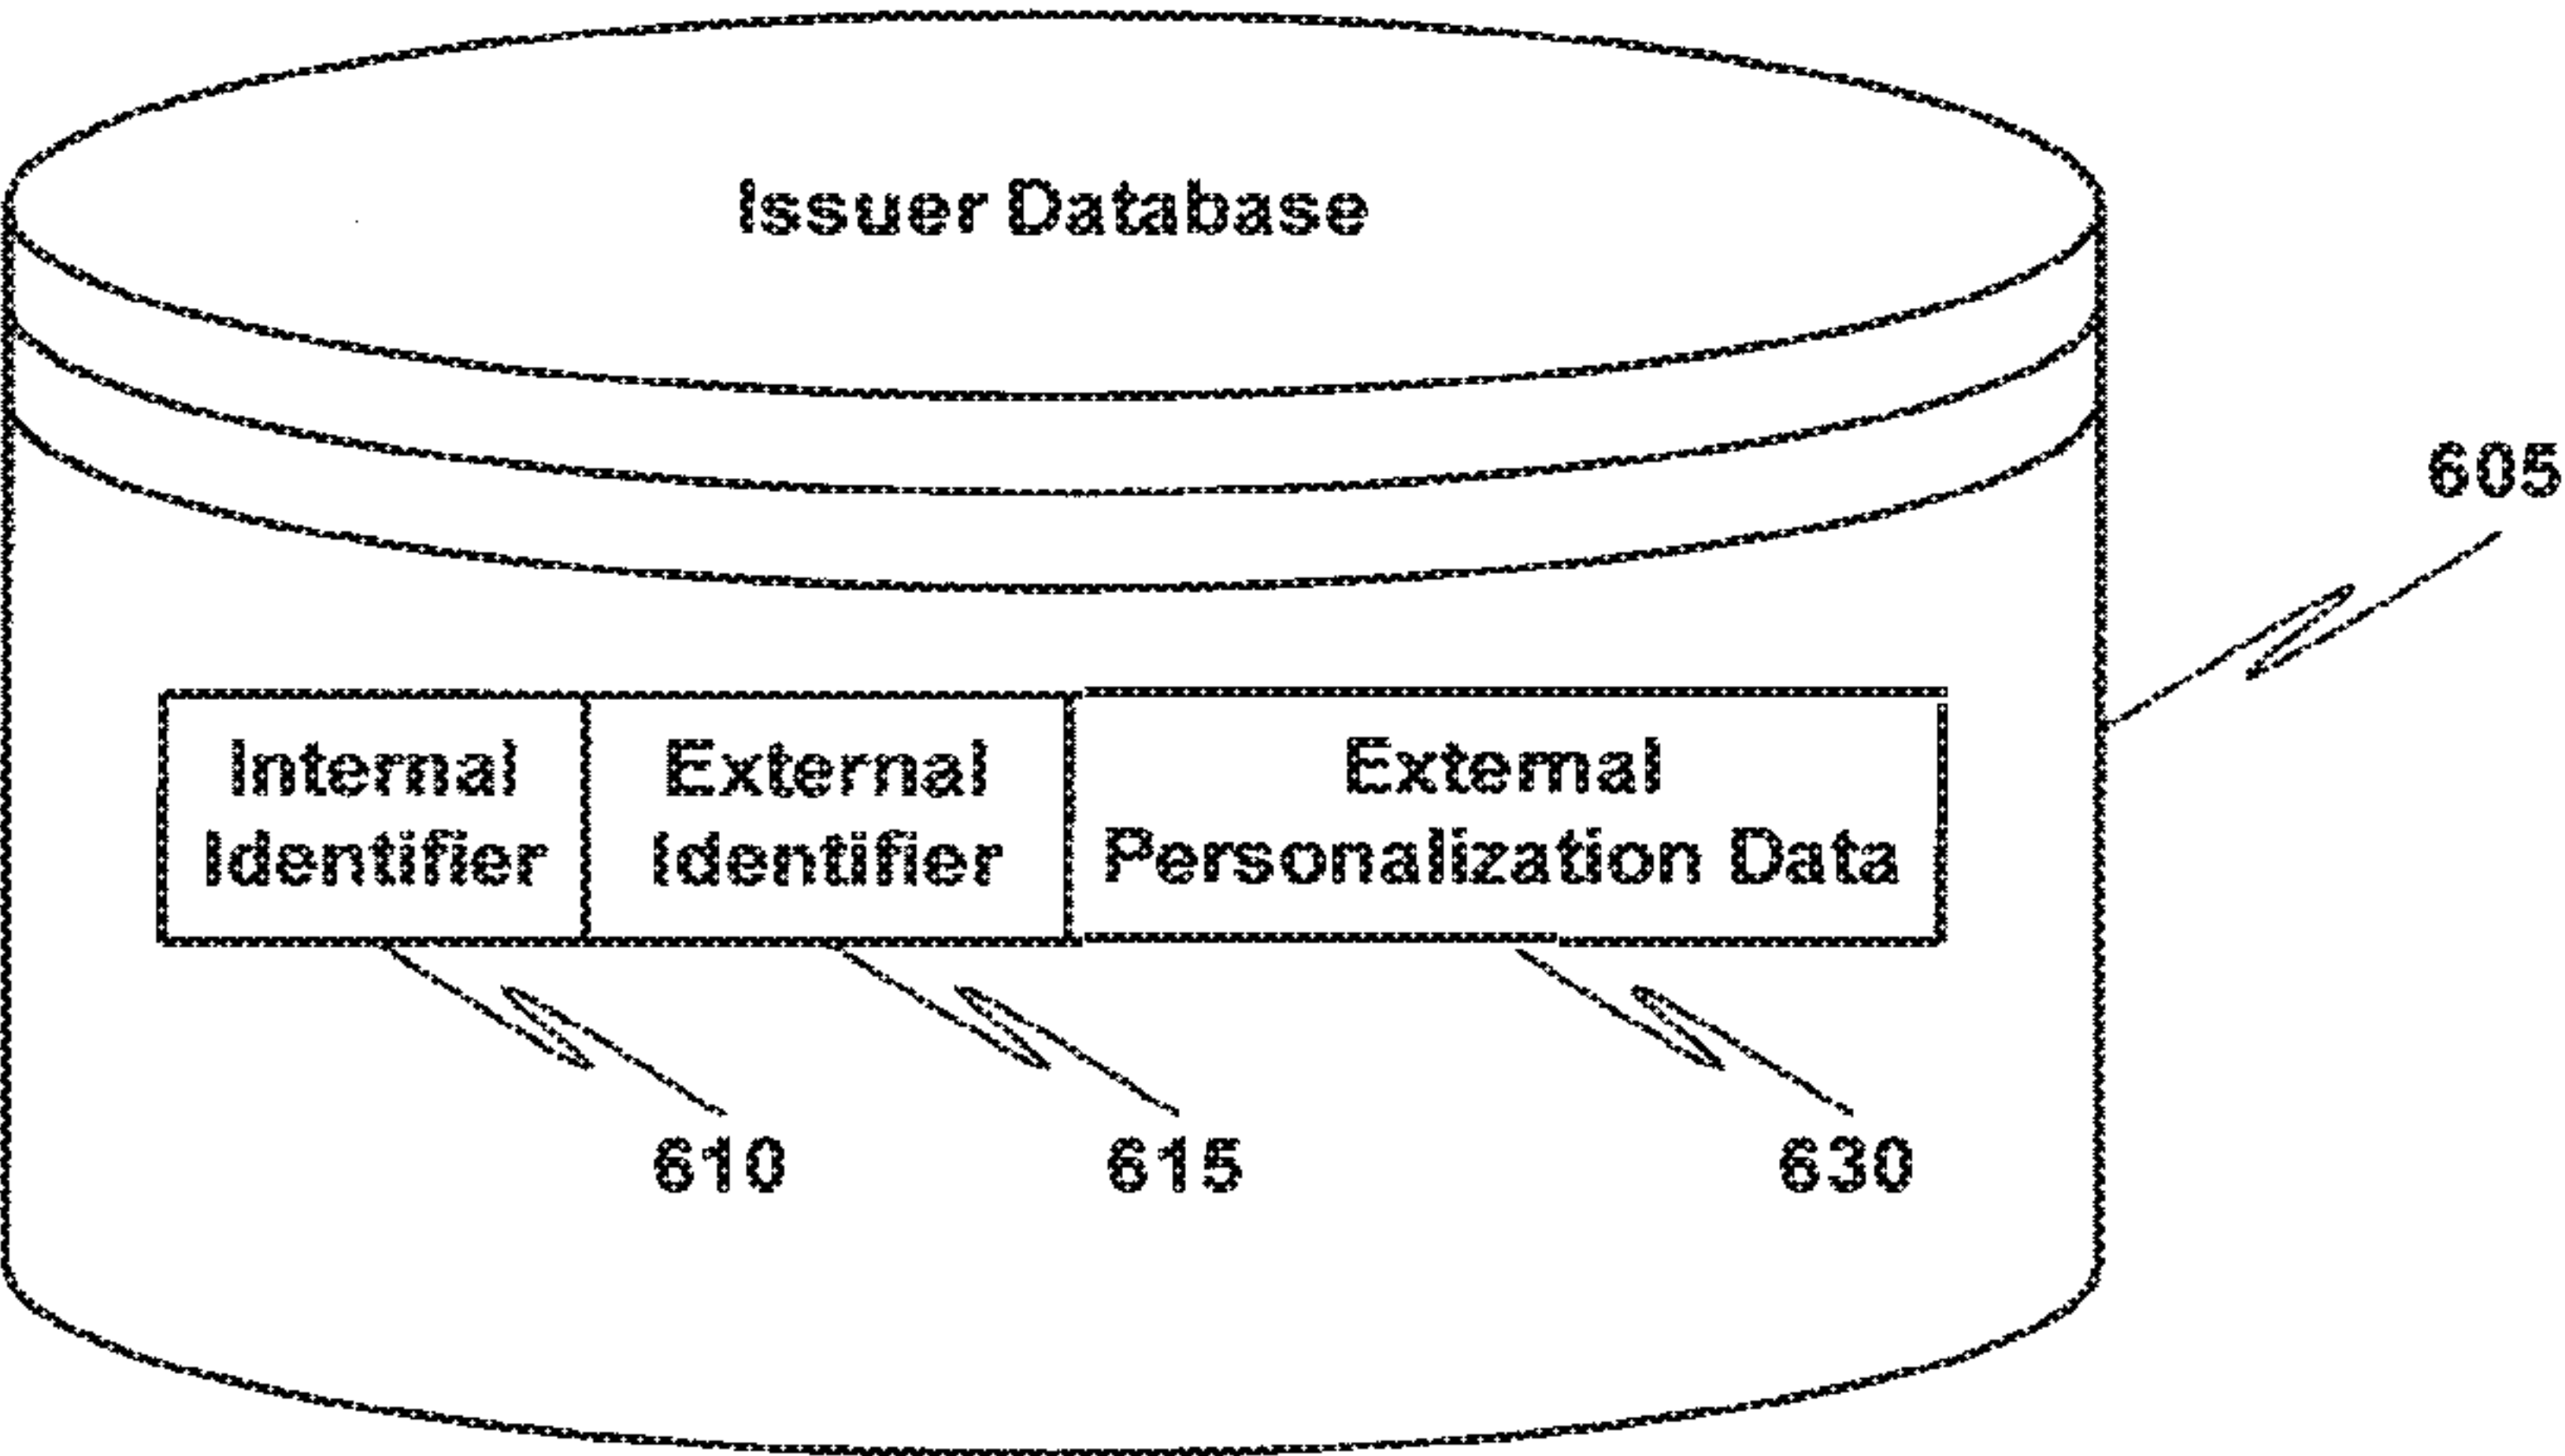 Issuer Database
605
Internal
Identifier
External
Identifier
External
Personalization Data
610
615
630